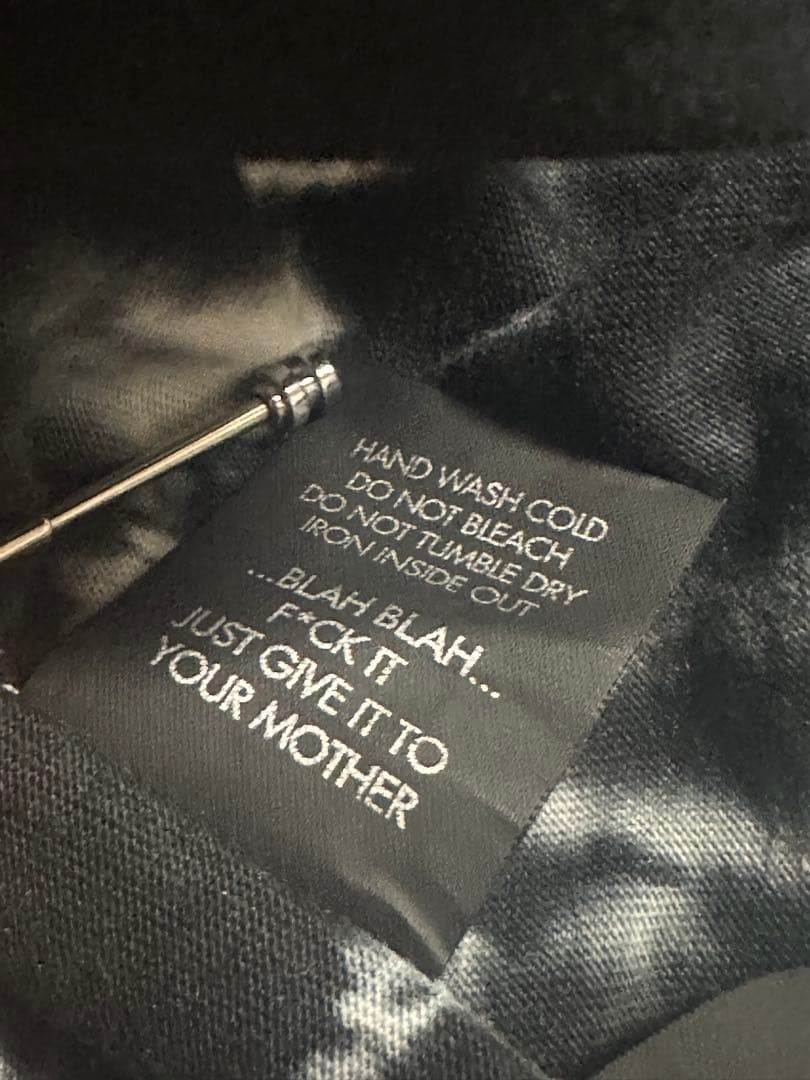 HAND WASH COLD
DO NOT BLEACH
DO NOT TUMBLE DRY
IRON INSIDE OUT
...BLAH BLAH...
F*CK IT
JUST GIVE IT TO
YOUR MOTHER